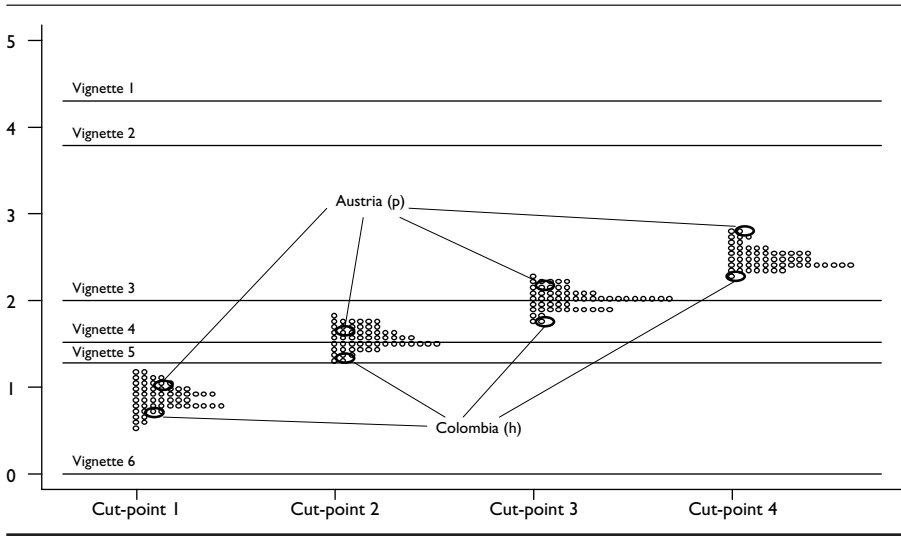 5
Vignette 1
4
Vignette 2
3
Austria (p)
2
Vignette 3
Vignette 4
Vignette 5
1
Colombia (h)
Vignette 6
0
Cut-point 1
Cut-point 2
Cut-point 3
Cut-point 4